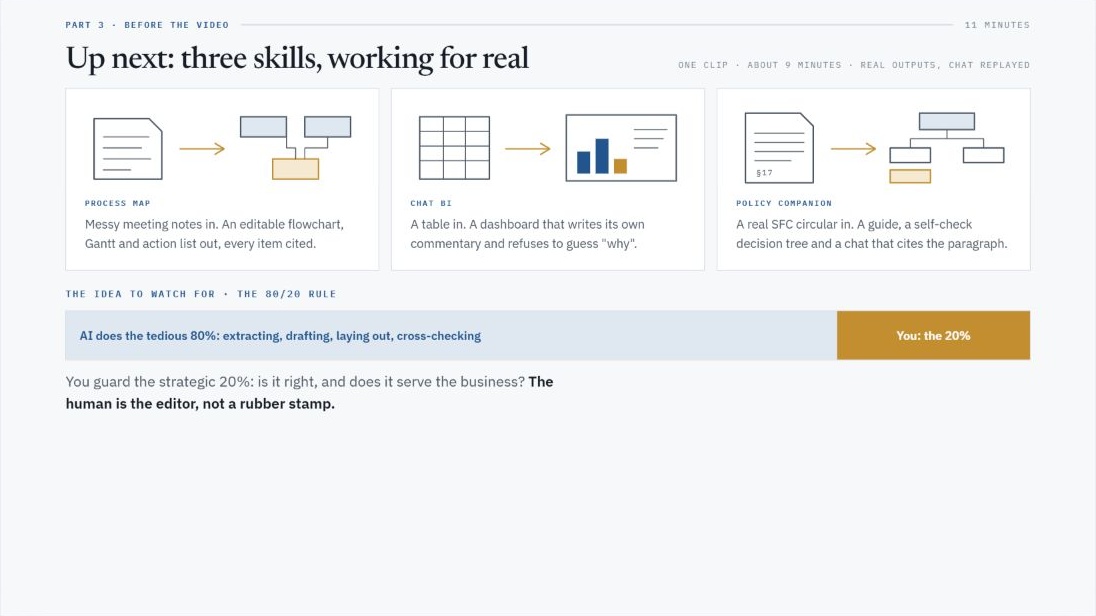 PART 3 · BEFORE THE VIDEO
11 MINUTES
Up next: three skills, working for real
ONE CLIP · ABOUT 9 MINUTES · REAL OUTPUTS, CHAT REPLAYED
PROCESS MAP
Messy meeting notes in. An editable flowchart,
Gantt and action list out, every item cited.
CHAT BI
A table in. A dashboard that writes its own
commentary and refuses to guess "why".
§17
POLICY COMPANION
A real SFC circular in. A guide, a self-check
decision tree and a chat that cites the paragraph.
THE IDEA TO WATCH FOR · THE 80/20 RULE
AI does the tedious 80%: extracting, drafting, laying out, cross-checking
You: the 20%
You guard the strategic 20%: is it right, and does it serve the business? The
human is the editor, not a rubber stamp.